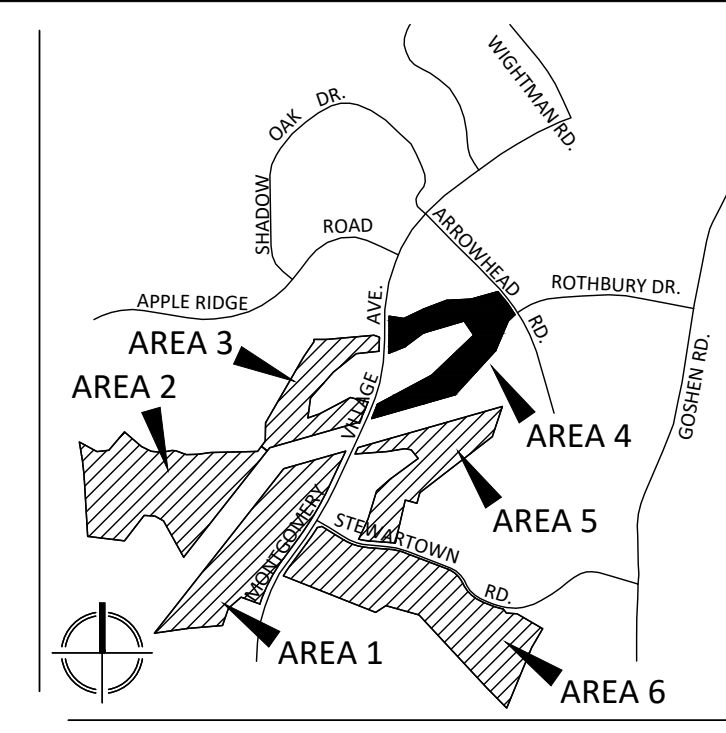 WIGHTMAN RD.
OAK DR.
SHADOW
ROAD
ARROWHEAD
RD.
ROTHBURY DR.
APPLE RIDGE
AVE.
VILLAGE
MONTGOMERY
GOSHEN RD.
AREA 3
AREA 2
AREA 4
AREA 5
STEWARTOWN
RD.
AREA 1
AREA 6